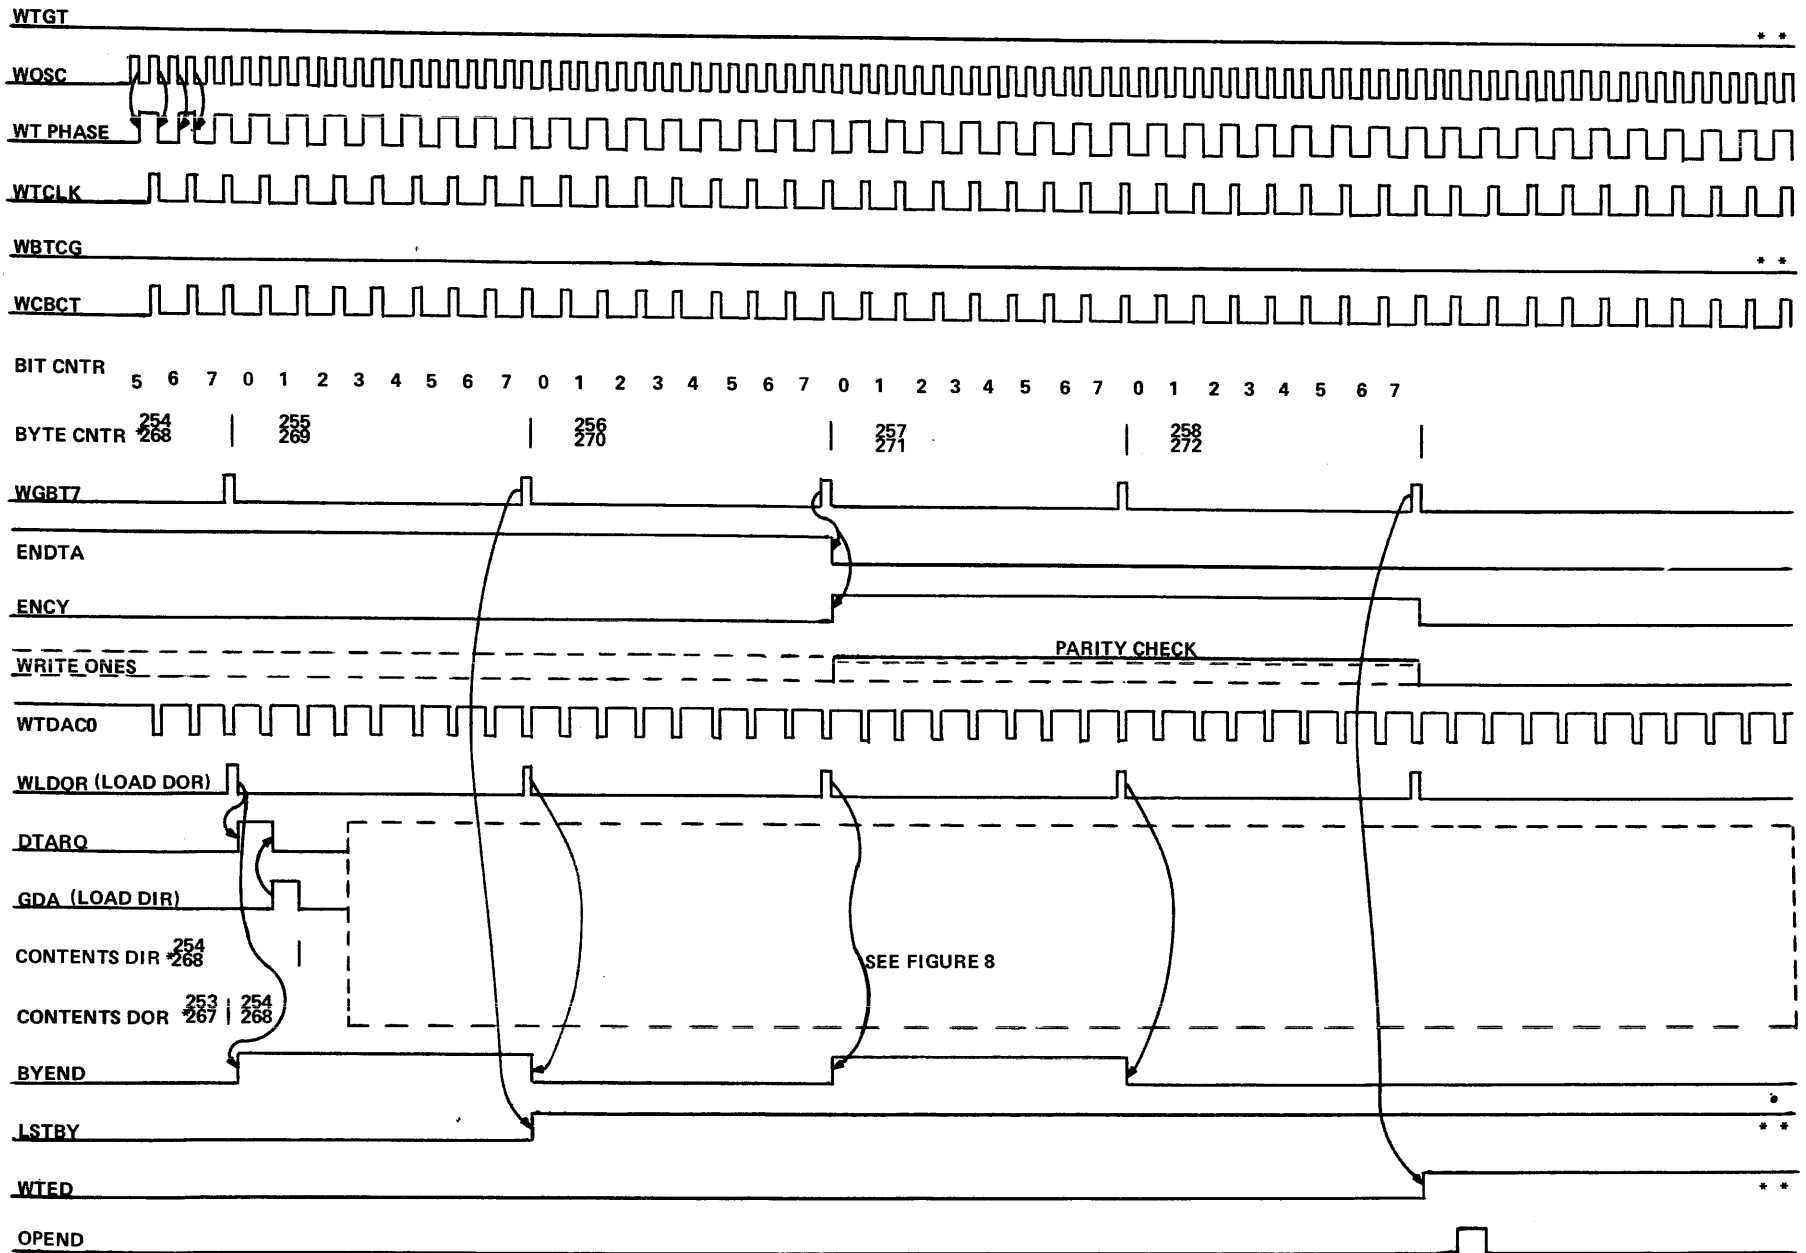 WTGT
* *
WOSC
WT PHASE
WTCLK
WBTCG
* *
WCBCT
BIT CNTR 5 6 7 0 1 2 3 4 5 6 7 0 1 2 3 4 5 6 7 0 1 2 3 4 5 6 7 0 1 2 3 4 5 6 7
254 255 256 257 258
BYTE CNTR *268 269 270 271 272
WGBT7
ENDTA
ENCY
PARITY CHECK
WRITE ONES
WTDAC0
WLDOR (LOAD DOR)
DTARQ
GDA (LOAD DIR)
254
CONTENTS DIR *268
SEE FIGURE 8
253 254
CONTENTS DOR *267 268
BYEND
LSTBY
* *
WTED
* *
OPEND